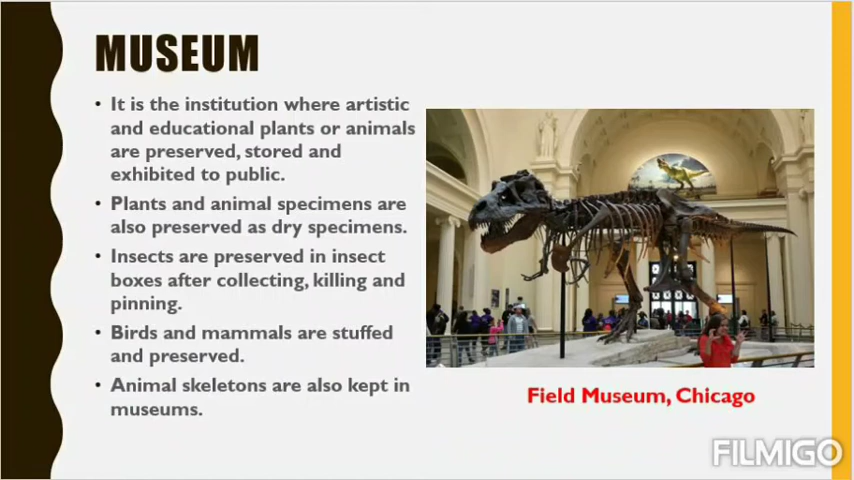 MUSEUM
• It is the institution where artistic
and educational plants or animals
are preserved, stored and
exhibited to public.
• Plants and animal specimens are
also preserved as dry specimens.
• Insects are preserved in insect
boxes after collecting, killing and
pinning.
• Birds and mammals are stuffed
and preserved.
• Animal skeletons are also kept in
museums.
Field Museum, Chicago
FILMIGO